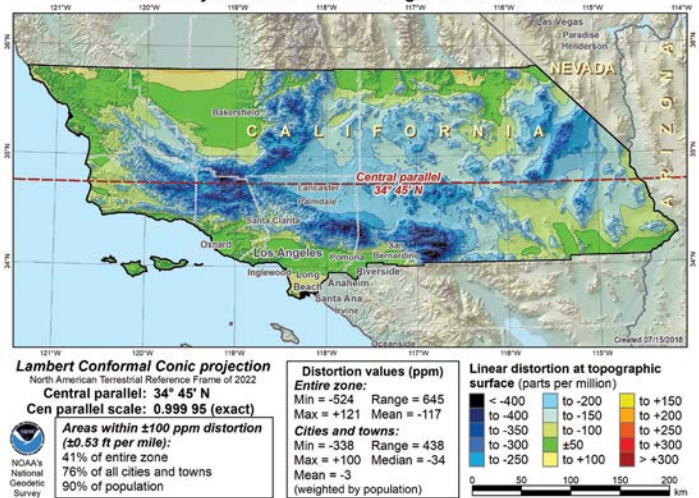 121°W 120°W 119°W 118°W 117°W 116°W 115°W 114°W
36°N
36°N
Las Vegas
Paradise
Henderson
NEVADA
ARIZONA
Bakersfield
CALIFORNIA
35°N
35°N
Central parallel
34° 45' N
Lancaster
Palmdale
Santa Clarita
Oxnard
Los Angeles
Pomona
San
Bernardino
34°N
34°N
Inglewood
Long
Beach
Riverside
Anaheim
Santa Ana
Irvine
Oceanside
Created 07/15/2018
121°W 120°W 119°W 118°W 117°W 116°W 115°W 114°W
Lambert Conformal Conic projection
North American Terrestrial Reference Frame of 2022
Central parallel: 34° 45' N
Cen parallel scale: 0.999 95 (exact)
NOAA's
National
Geodetic
Survey
Areas within ±100 ppm distortion
(±0.53 ft per mile):
41% of entire zone
76% of all cities and towns
90% of population
Distortion values (ppm)
Entire zone:
Min = -524 Range = 645
Max = +121 Mean = -117
Cities and towns:
Min = -338 Range = 438
Max = +100 Median = -34
Mean = -3
(weighted by population)
Linear distortion at topographic
surface (parts per million)
< -400 to -200 to +150
to -400 to -150 to +200
to -350 to -100 to +250
to -300 ±50 to +300
to -250 to +100 > +300
0 50 100 150 200
km